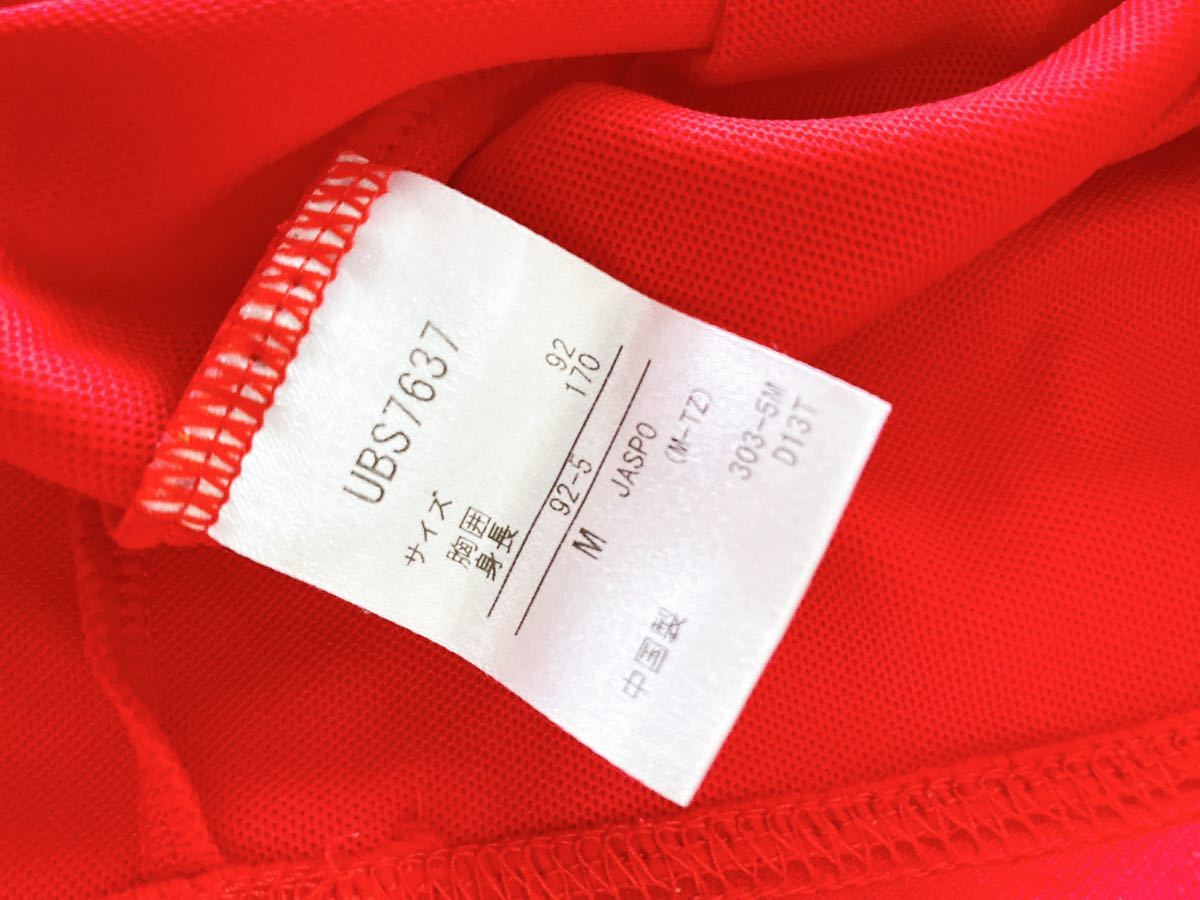 UBS7637
サイズ
胸囲 92
身長 170
92-5
M JASPO
(M-TZ)
中国製 303-5M
D13T